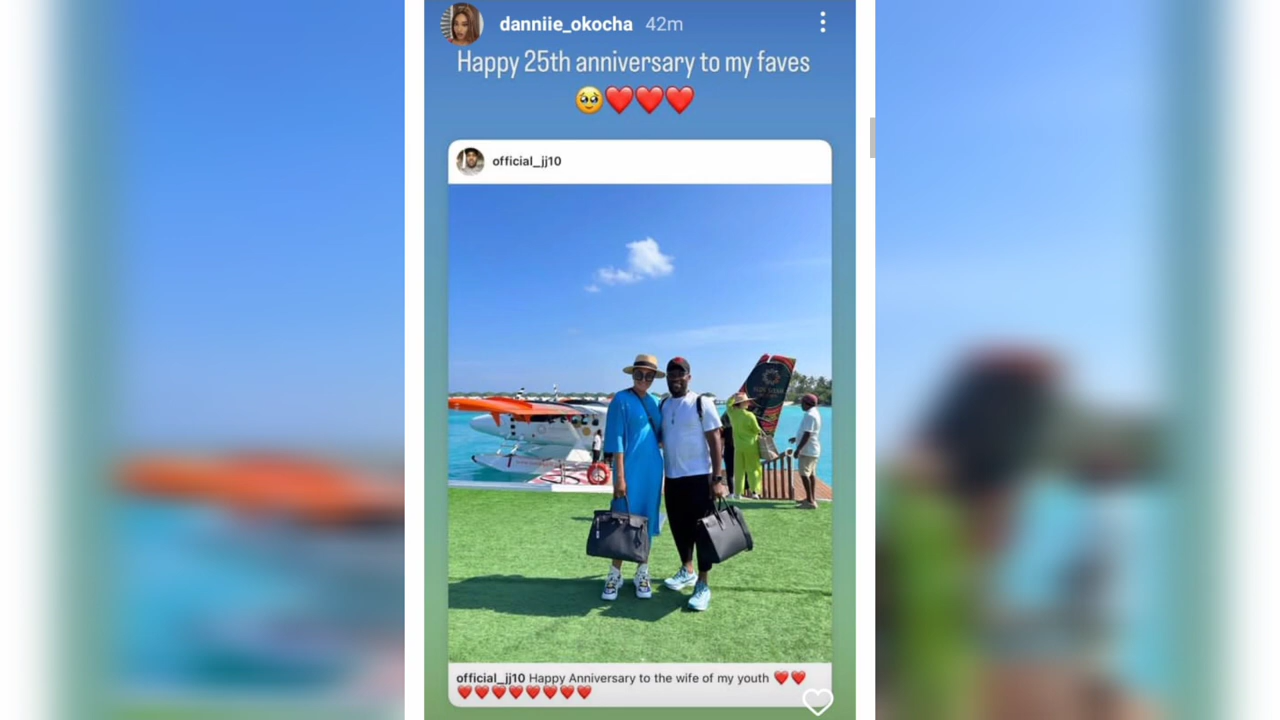 danniie_okocha 42m
Happy 25th anniversary to my faves
🥹❤️❤️❤️
official_jj10
official_jj10 Happy Anniversary to the wife of my youth ❤️❤️
❤️❤️❤️❤️❤️❤️❤️❤️